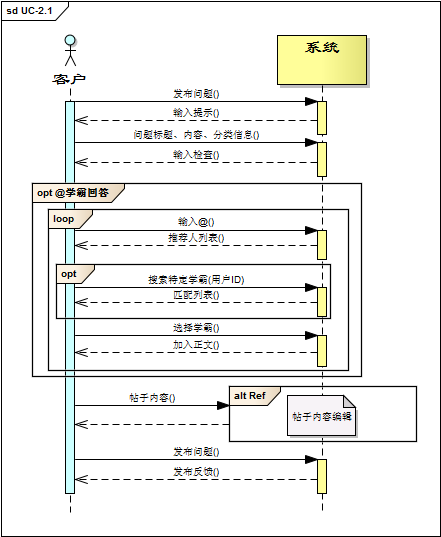 sd UC-2.1
客户
系统
发布问题()
输入提示()
问题标题、内容、分类信息()
输入检查()
opt @学霸回答
loop
输入@()
推荐人列表()
opt
搜索特定学霸(用户ID)
匹配列表()
选择学霸()
加入正文()
帖子内容()
alt Ref
帖子内容编辑
发布问题()
发布反馈()